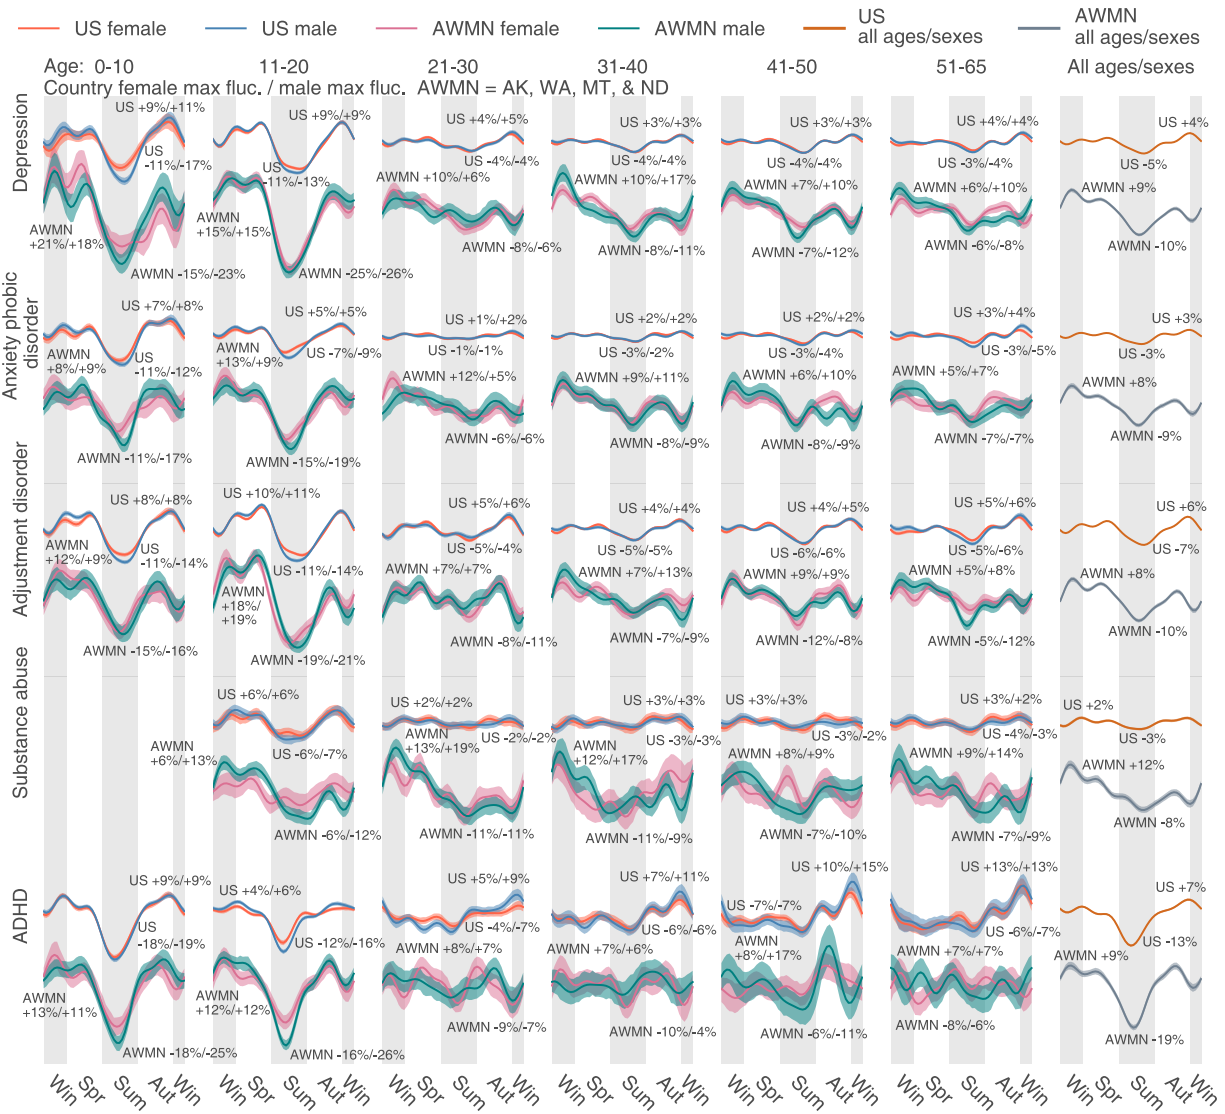 US female
US male
AWMN female
AWMN male
US
all ages/sexes
AWMN
all ages/sexes
Age: 0-10 11-20 21-30 31-40 41-50 51-65 All ages/sexes
Country female max fluc. / male max fluc. AWMN = AK, WA, MT, & ND
Depression
US +9%/+11%
US
-11%/-17%
AWMN
+21%/+18%
AWMN -15%/-23%
US +9%/+9%
US
-11%/-13%
AWMN
+15%/+15%
AWMN -25%/-26%
US +4%/+5%
US -4%/-4%
AWMN
+10%/+6%
AWMN -8%/-6%
US +3%/+3%
US -4%/-4%
AWMN
+10%/+17%
AWMN -8%/-11%
US +3%/+3%
US -4%/-4%
AWMN
+7%/+10%
AWMN
-7%/-12%
US +4%/+4%
US -3%/-4%
AWMN
+6%/+10%
AWMN
-6%/-8%
US +4%
US -5%
AWMN +9%
AWMN
-10%
Anxiety phobic
disorder
US +7%/+8%
US
-11%/-12%
AWMN
+8%/+9%
AWMN -11%/-17%
US +5%/+5%
US -7%/-9%
AWMN
+13%/+9%
AWMN -15%/-19%
US +1%/+2%
US -1%/-1%
AWMN
+12%/+5%
AWMN -6%/-6%
US +2%/+2%
US -3%/-2%
AWMN
+9%/+11%
AWMN -8%/-9%
US +2%/+2%
US -3%/-4%
AWMN
+6%/+10%
AWMN -8%/-9%
US +3%/+4%
US -3%/-5%
AWMN
+5%/+7%
AWMN -7%/-7%
US +3%
US -3%
AWMN +8%
AWMN -9%
Adjustment disorder
US +8%/+8%
US
-11%/-14%
AWMN
+12%/+9%
AWMN -15%/-16%
US +10%/+11%
US -11%/-14%
AWMN
+18%/
+19%
AWMN -19%/-21%
US +5%/+6%
US -5%/-4%
AWMN
+7%/+7%
AWMN -8%/-11%
US +4%/+4%
US -5%/-5%
AWMN
+7%/+13%
AWMN -7%/-9%
US +4%/+5%
US -6%/-6%
AWMN
+9%/+9%
AWMN
-12%/-8%
US +5%/+6%
US -5%/-6%
AWMN
+5%/+8%
AWMN
-5%/-12%
US +6%
US -7%
AWMN +8%
AWMN
-10%
Substance abuse
US +6%/+6%
US -6%/-7%
AWMN
+6%/+13%
AWMN -6%/-12%
US +2%/+2%
US -2%/-2%
AWMN
+13%/+19%
AWMN -11%/-11%
US +3%/+3%
US -3%/-3%
AWMN
+12%/+17%
AWMN -11%/-9%
US +3%/+3%
US -3%/-2%
AWMN
+8%/+9%
AWMN -7%/-10%
US +3%/+2%
US -4%/-3%
AWMN
+9%/+14%
AWMN -7%/-9%
US +2%
US -3%
AWMN +12%
AWMN
-8%
ADHD
US +9%/+9%
US
-18%/-19%
AWMN
+13%/+11%
AWMN -18%/-25%
US +4%/+6%
US -12%/-16%
AWMN
+12%/+12%
AWMN -16%/-26%
US +5%/+9%
US -4%/-7%
AWMN +8%/+7%
AWMN -9%/-7%
US +7%/+11%
US -6%/-6%
AWMN +7%/+6%
AWMN -10%/-4%
US +10%/+15%
US -7%/-7%
AWMN
+8%/+17%
AWMN -6%/-11%
US +13%/+13%
US -6%/-7%
AWMN +7%/+7%
AWMN -8%/-6%
US +7%
US -13%
AWMN
+9%
AWMN
-19%
Win Spr Sum Aut Win Win Spr Sum Aut Win Win Spr Sum Aut Win Win Spr Sum Aut Win Win Spr Sum Aut Win Win Spr Sum Aut Win Win Spr Sum Aut Win